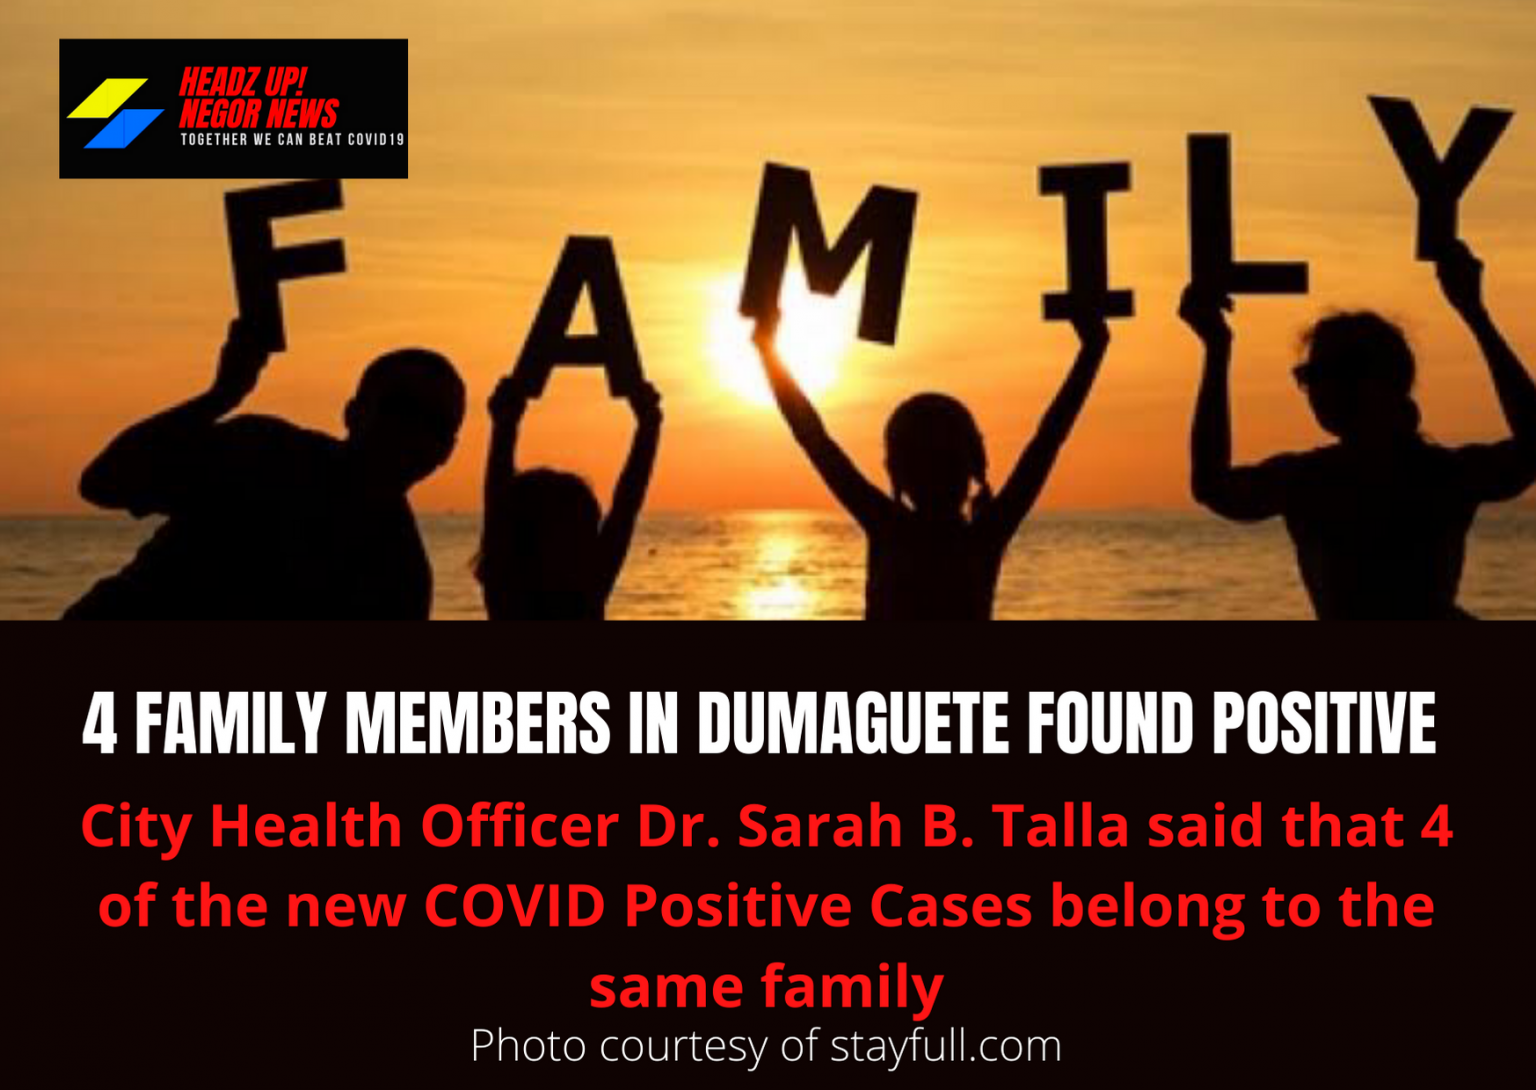 HEADZ UP!
NEGOR NEWS
TOGETHER WE CAN BEAT COVID19
F A M I L Y
4 FAMILY MEMBERS IN DUMAGUETE FOUND POSITIVE
City Health Officer Dr. Sarah B. Talla said that 4
of the new COVID Positive Cases belong to the
same family
Photo courtesy of stayfull.com